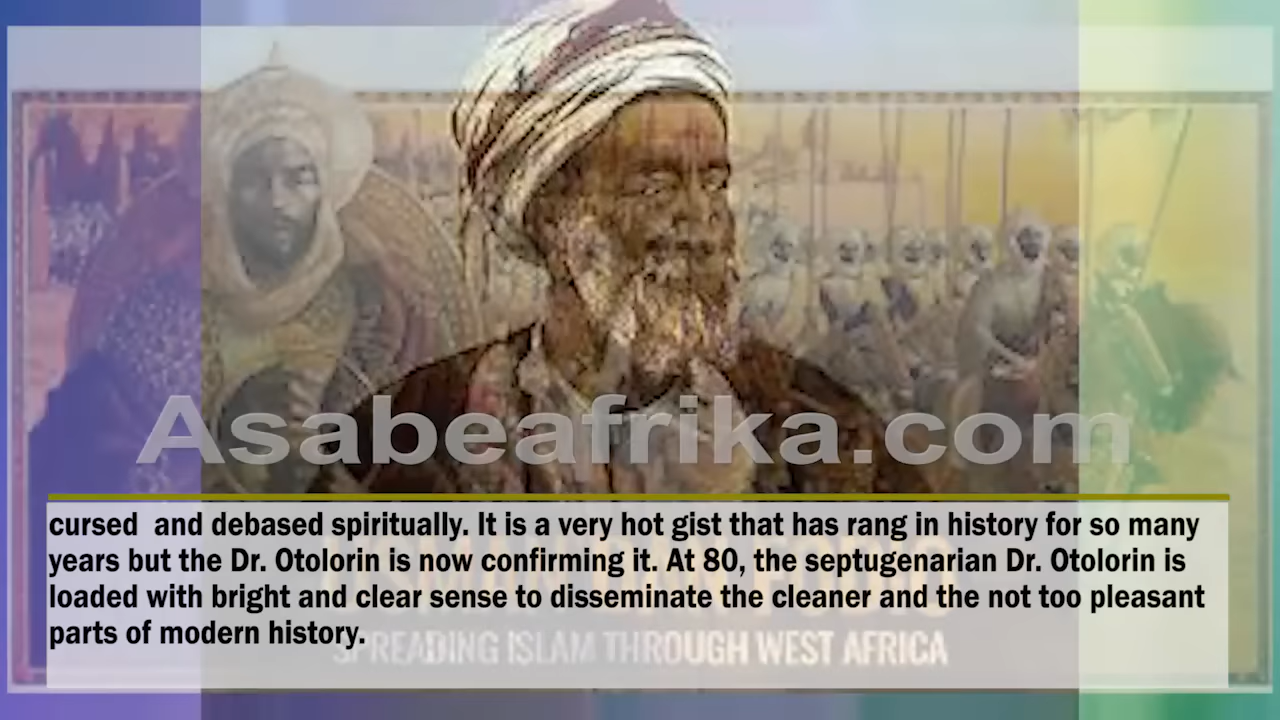 Asabeafrika.com
cursed  and debased spiritually. It is a very hot gist that has rang in history for so many
years but the Dr. Otolorin is now confirming it. At 80, the septugenarian Dr. Otolorin is
loaded with bright and clear sense to disseminate the cleaner and the not too pleasant
parts of modern history.
SPREADING ISLAM THROUGH WEST AFRICA